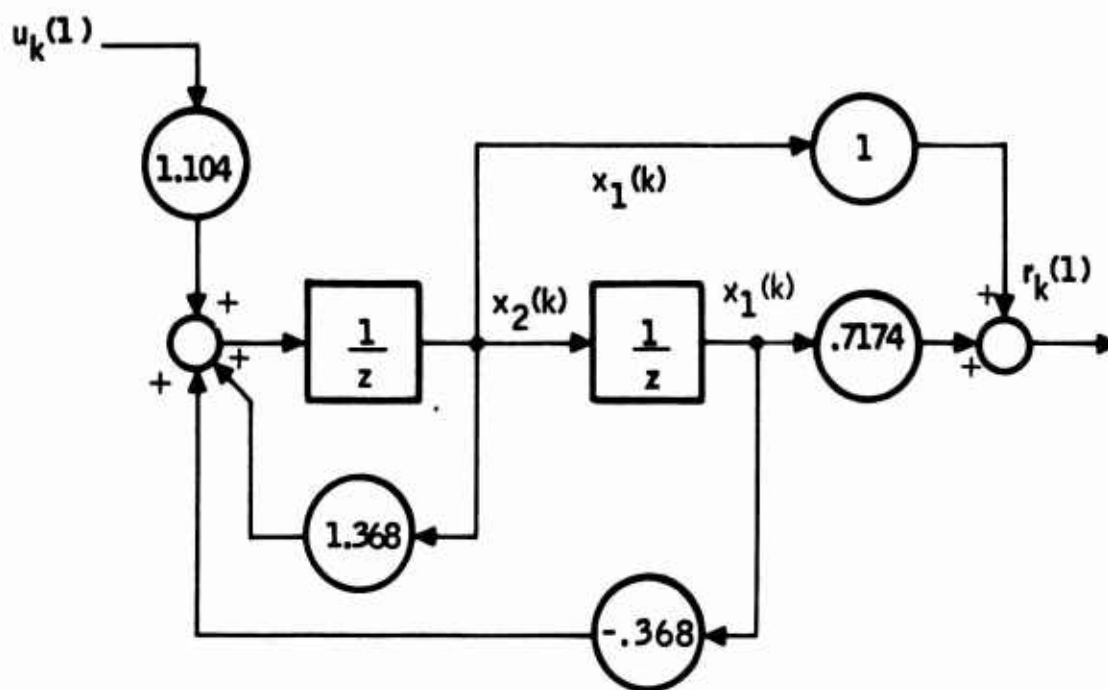 u_k(1)
1.104
1
x_1(k)
+
1
z
x_2(k)
1
z
x_1(k)
.7174
+
r_k(1)
+
+
+
1.368
-.368